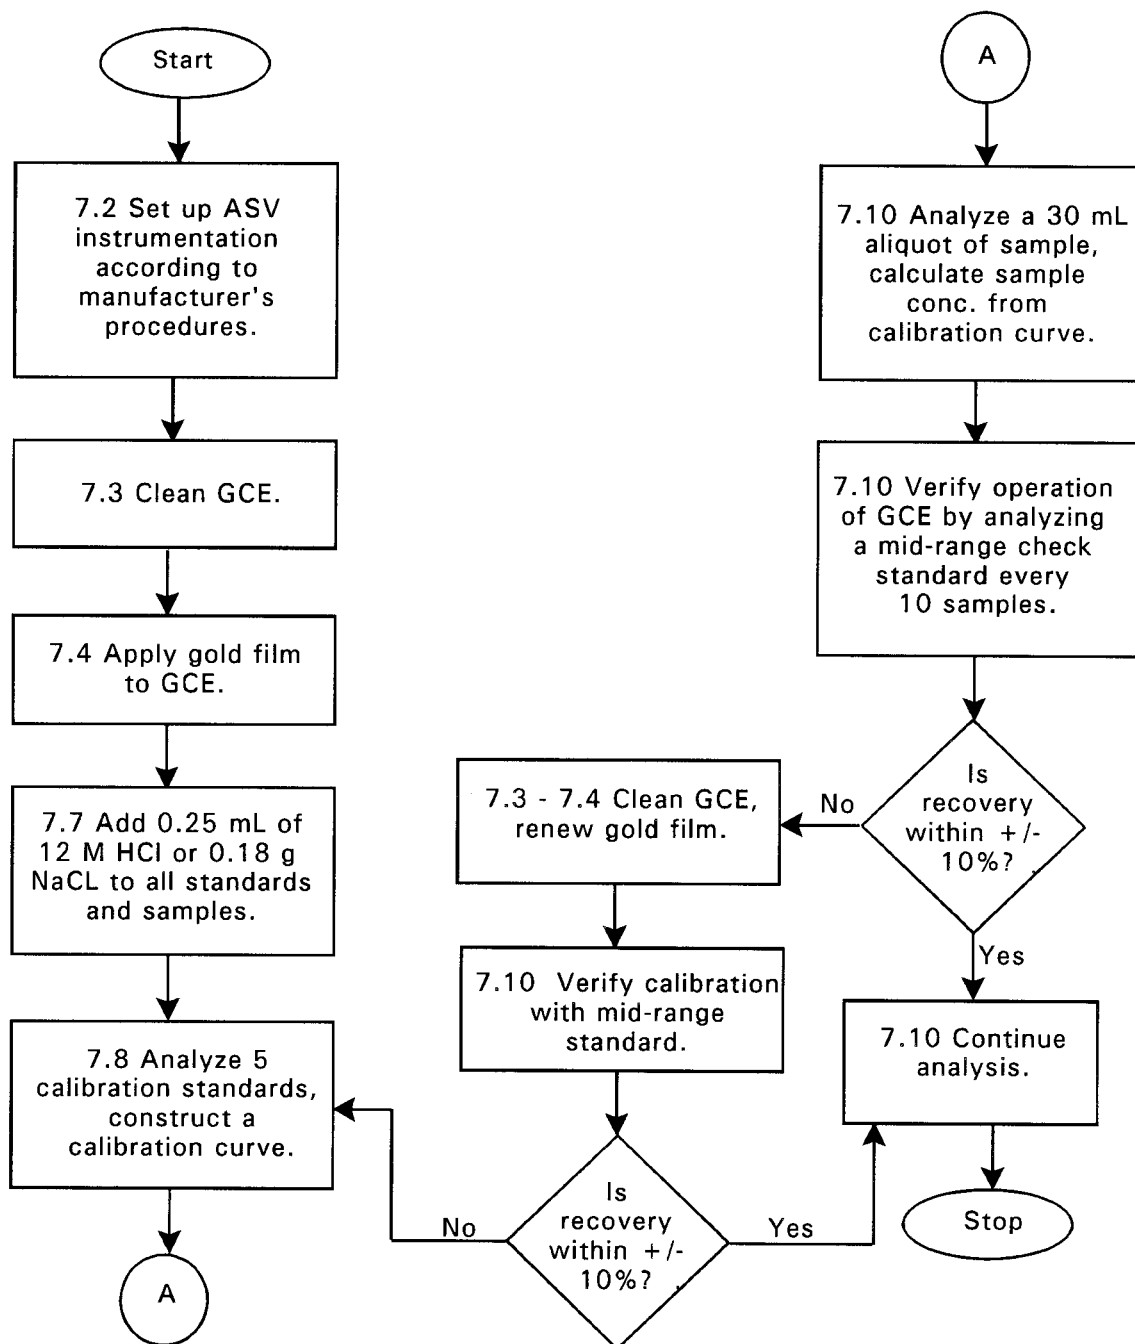 Start
7.2 Set up ASV
instrumentation
according to
manufacturer's
procedures.
7.3 Clean GCE.
7.4 Apply gold film
to GCE.
7.7 Add 0.25 mL of
12 M HCl or 0.18 g
NaCL to all standards
and samples.
7.8 Analyze 5
calibration standards,
construct a
calibration curve.
A
A
7.10 Analyze a 30 mL
aliquot of sample,
calculate sample
conc. from
calibration curve.
7.10 Verify operation
of GCE by analyzing
a mid-range check
standard every
10 samples.
Is
recovery
within +/-
10%?
No
Yes
7.3 - 7.4 Clean GCE,
renew gold film.
7.10 Verify calibration
with mid-range
standard.
Is
recovery
within +/-
10%?
No
Yes
7.10 Continue
analysis.
Stop